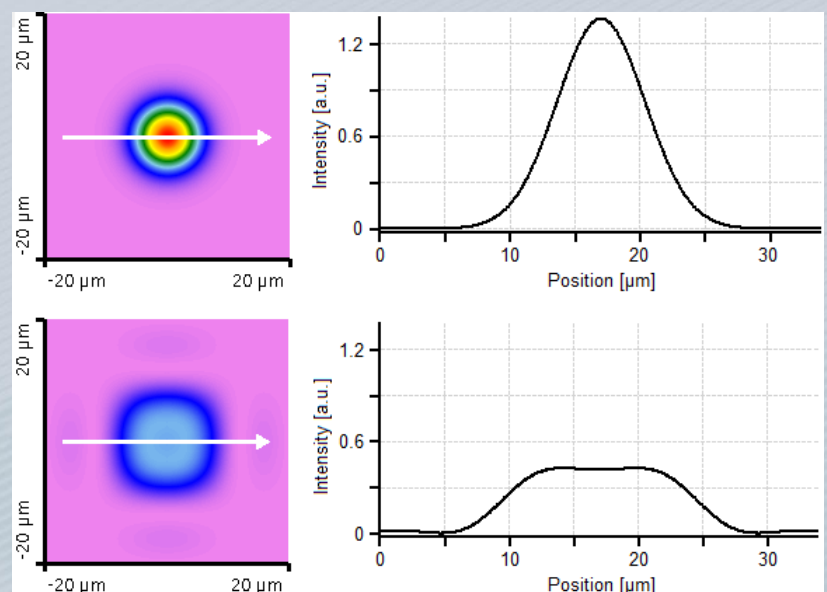 20 µm
-20 µm
-20 µm 20 µm
Intensity [a.u.]
1.2
0.6
0
0 10 20 30
Position [µm]
20 µm
-20 µm
-20 µm 20 µm
Intensity [a.u.]
1.2
0.6
0
0 10 20 30
Position [µm]